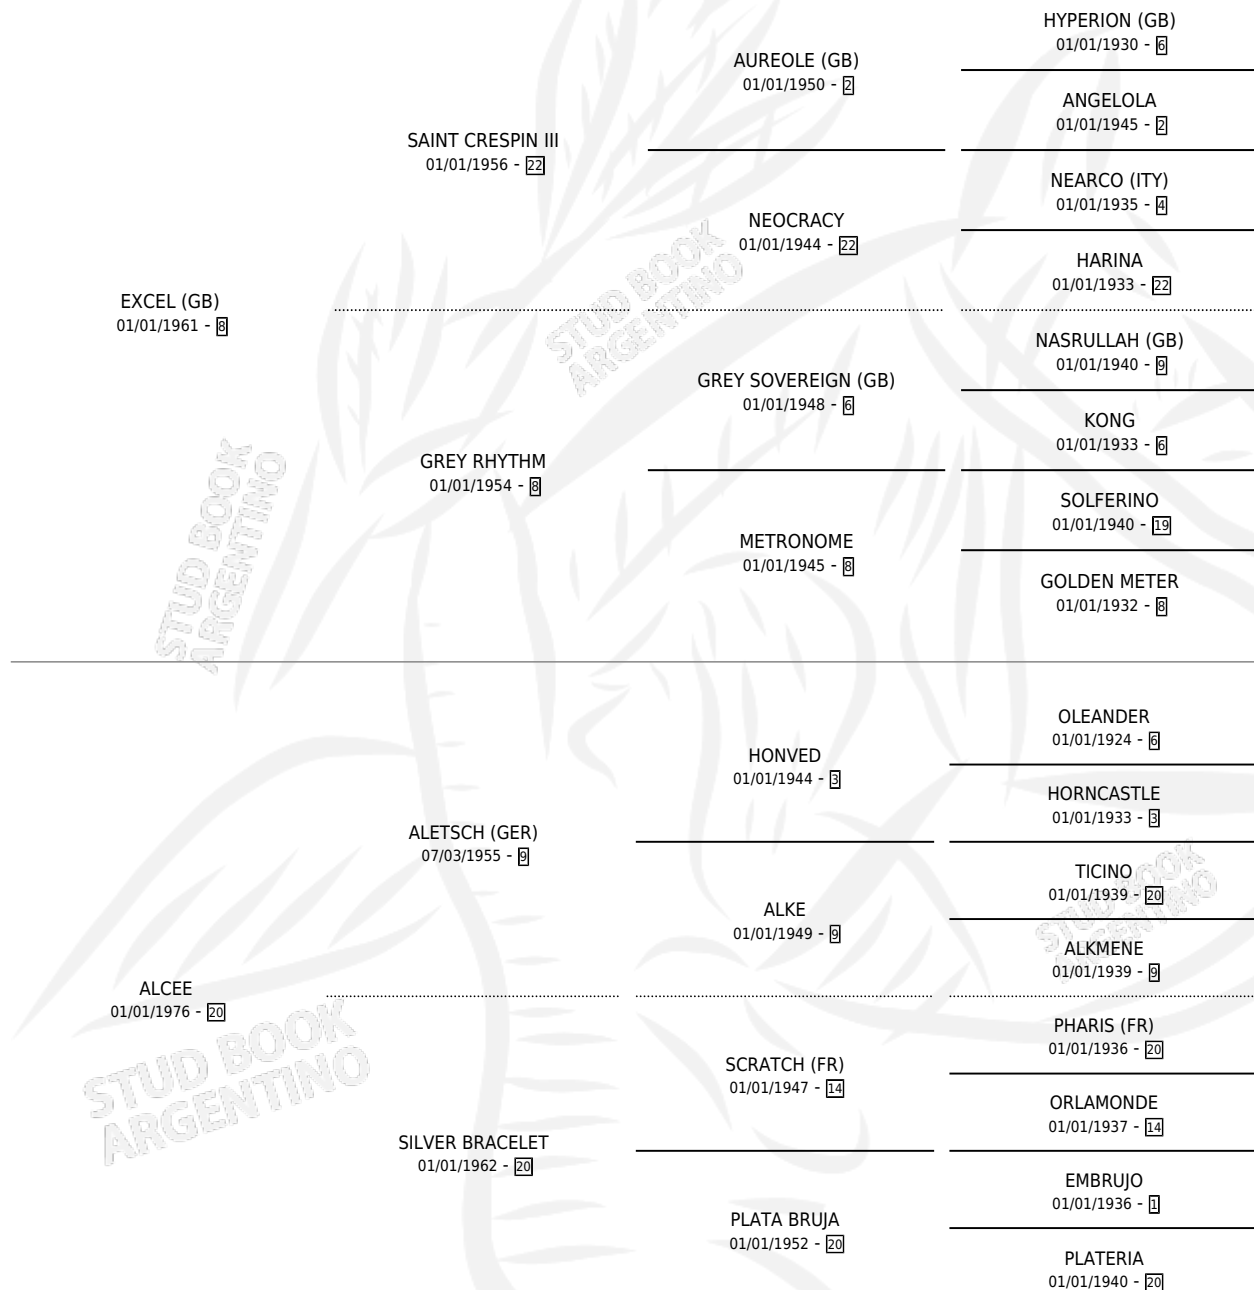 HYPERION (GB)
01/01/1930 - 6
AUREOLE (GB)
01/01/1950 - 2
ANGELOLA
01/01/1945 - 2
SAINT CRESPIN III
01/01/1956 - 22
NEARCO (ITY)
01/01/1935 - 4
NEOCRACY
01/01/1944 - 22
HARINA
01/01/1933 - 22
EXCEL (GB)
01/01/1961 - 8
NASRULLAH (GB)
01/01/1940 - 9
GREY SOVEREIGN (GB)
01/01/1948 - 6
KONG
01/01/1933 - 6
GREY RHYTHM
01/01/1954 - 8
SOLFERINO
01/01/1940 - 19
METRONOME
01/01/1945 - 8
GOLDEN METER
01/01/1932 - 8
STUD BOOK
ARGENTINO
STUD BOOK
ARGENTINO
OLEANDER
01/01/1924 - 6
HONVED
01/01/1944 - 3
HORNCASTLE
01/01/1933 - 3
ALETSCH (GER)
07/03/1955 - 9
TICINO
01/01/1939 - 20
ALKE
01/01/1949 - 9
ALKMENE
01/01/1939 - 9
ALCEE
01/01/1976 - 20
PHARIS (FR)
01/01/1936 - 20
SCRATCH (FR)
01/01/1947 - 14
ORLAMONDE
01/01/1937 - 14
SILVER BRACELET
01/01/1962 - 20
EMBRUJO
01/01/1936 - 1
PLATA BRUJA
01/01/1952 - 20
PLATERIA
01/01/1940 - 20
STUD BOOK
ARGENTINO
STUD BOOK
ARGENTINO